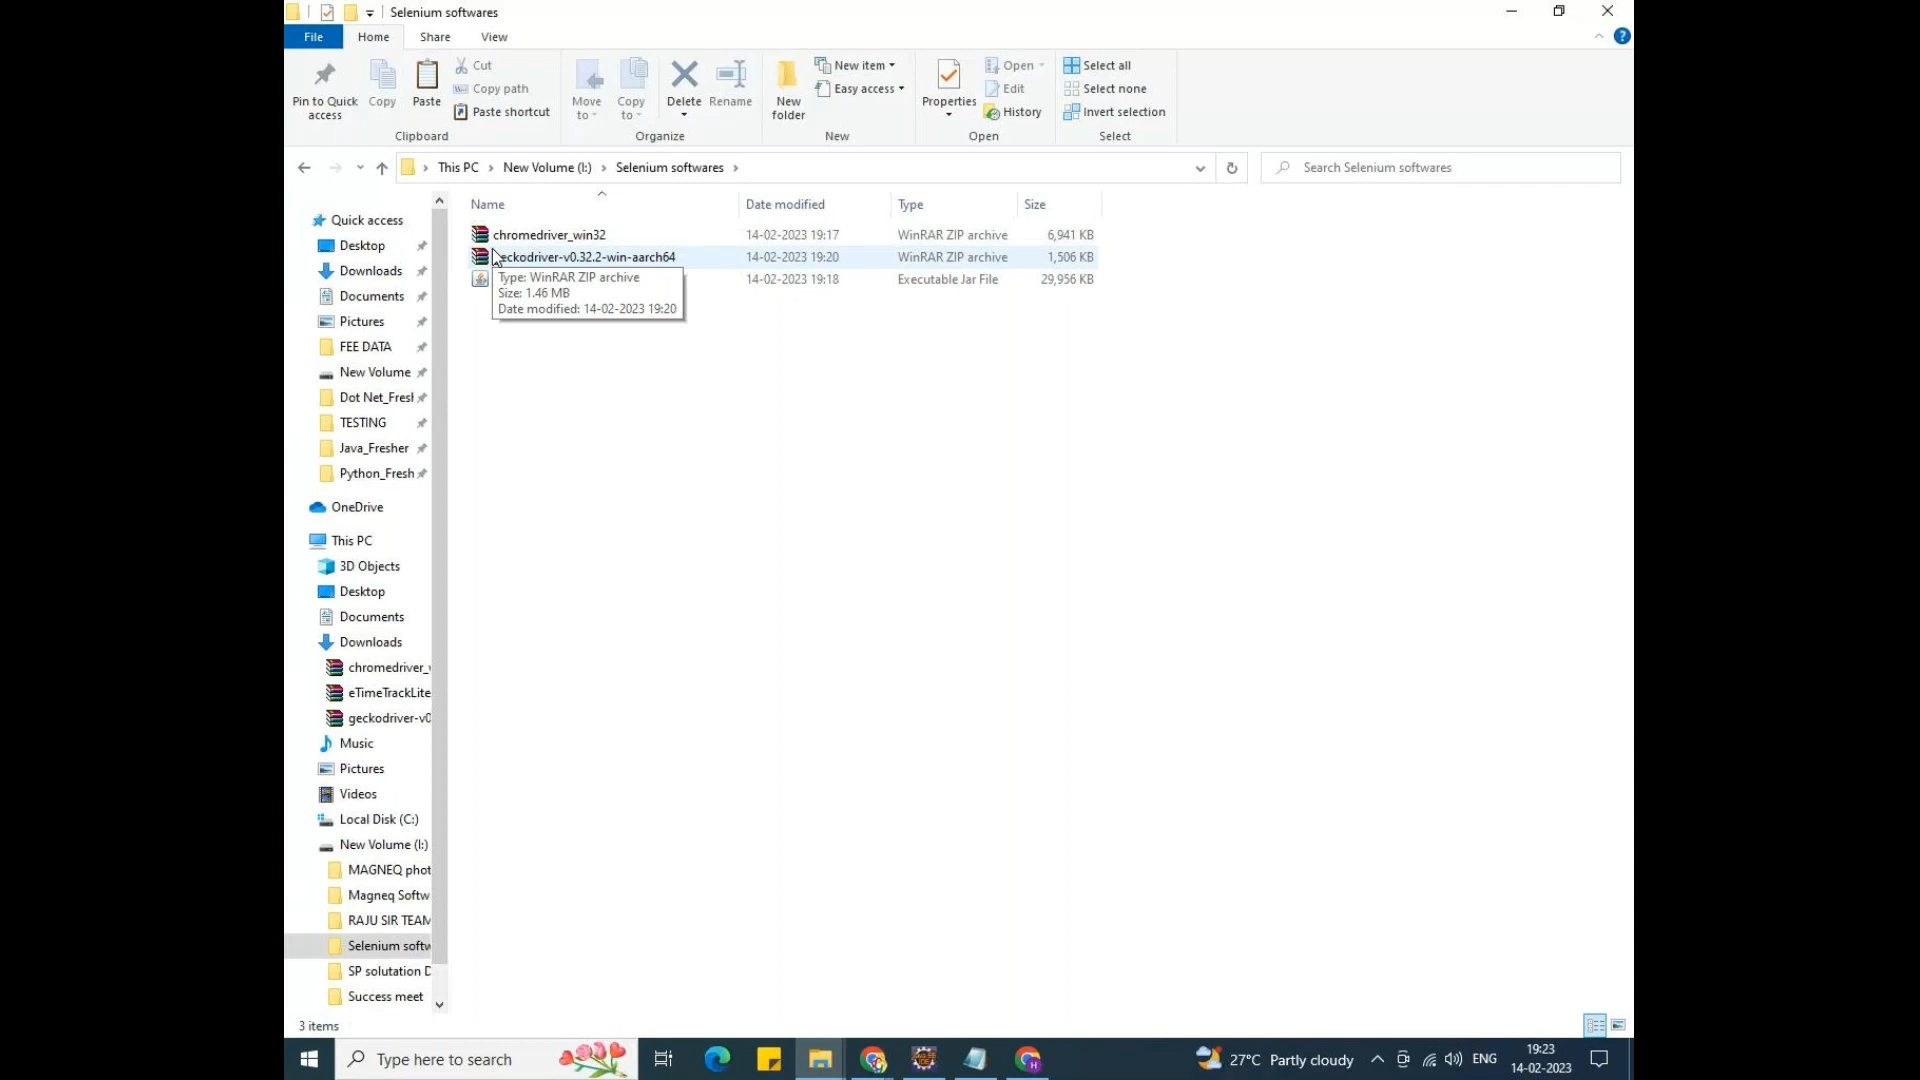 Selenium softwares
File Home Share View
Pin to Quick access
Copy
Paste
Cut
Copy path
Paste shortcut
Clipboard
Move to
Copy to
Delete
Rename
Organize
New folder
New item
Easy access
New
Properties
Open
Edit
History
Open
Select all
Select none
Invert selection
Select
This PC New Volume (I:) Selenium softwares
Search Selenium softwares
Name Date modified Type Size
chromedriver_win32 14-02-2023 19:17 WinRAR ZIP archive 6,941 KB
eckodriver-v0.32.2-win-aarch64 14-02-2023 19:20 WinRAR ZIP archive 1,506 KB
14-02-2023 19:18 Executable Jar File 29,956 KB
Type: WinRAR ZIP archive
Size: 1.46 MB
Date modified: 14-02-2023 19:20
Quick access
Desktop
Downloads
Documents
Pictures
FEE DATA
New Volume
Dot Net_Fresh
TESTING
Java_Fresher
Python_Fresh
OneDrive
This PC
3D Objects
Desktop
Documents
Downloads
chromedriver_
eTimeTrackLite
geckodriver-v0
Music
Pictures
Videos
Local Disk (C:)
New Volume (I:)
MAGNEQ phot
Magneq Softw
RAJU SIR TEAM
Selenium softw
SP solutation D
Success meet
3 items
Type here to search
27°C Partly cloudy
ENG
19:23
14-02-2023